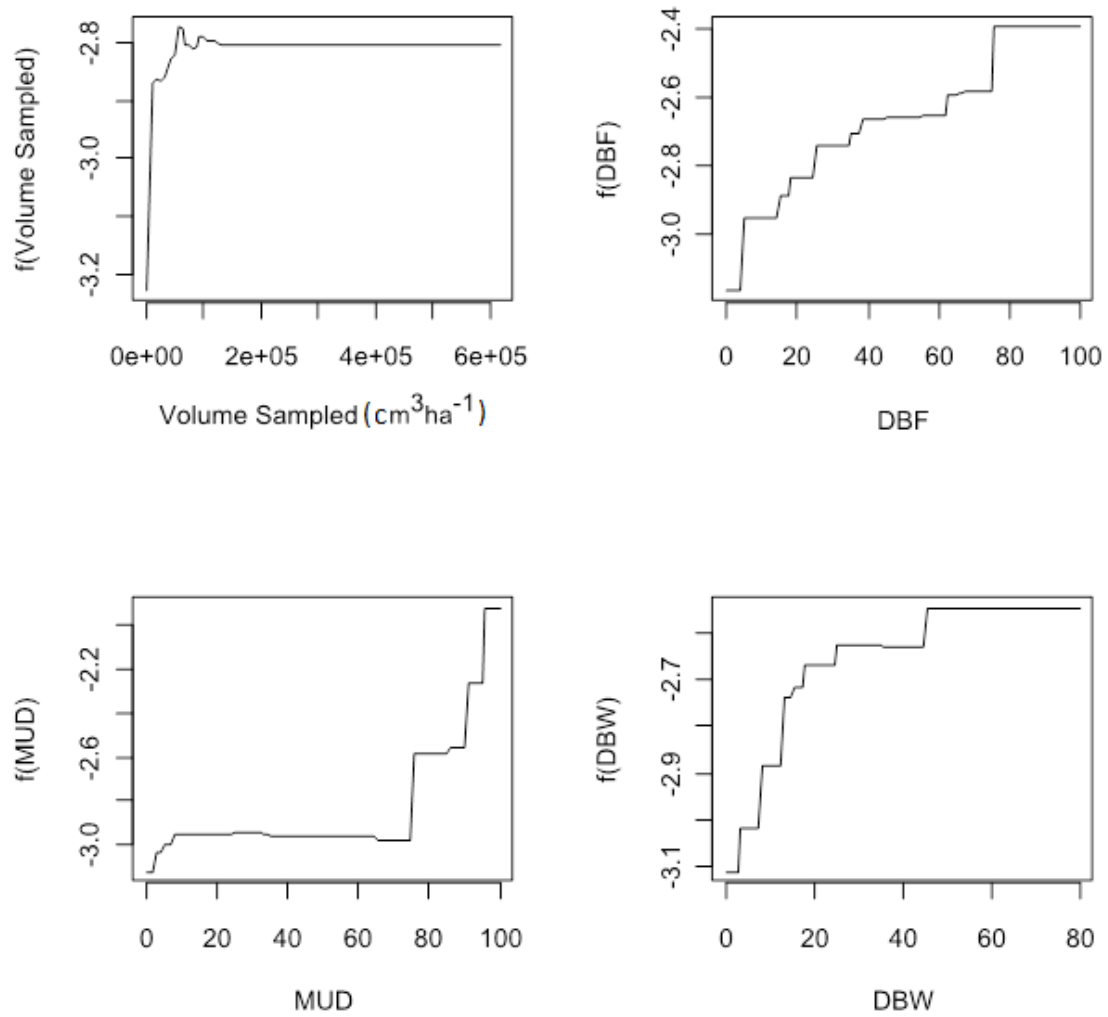 f(Volume Sampled)
-2.8
-3.0
-3.2
0e+00 2e+05 4e+05 6e+05
Volume Sampled (cm³ha⁻¹)
f(DBF)
-2.4
-2.6
-2.8
-3.0
0 20 40 60 80 100
DBF
f(MUD)
-2.2
-2.6
-3.0
0 20 40 60 80 100
MUD
f(DBW)
-2.7
-2.9
-3.1
0 20 40 60 80
DBW